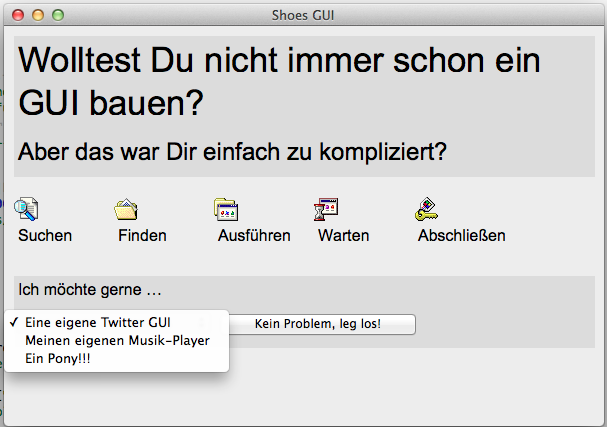 Shoes GUI
Wolltest Du nicht immer schon ein
GUI bauen?
Aber das war Dir einfach zu kompliziert?
Suchen Finden Ausführen Warten Abschließen
Ich möchte gerne …
✓ Eine eigene Twitter GUI
Kein Problem, leg los!
Meinen eigenen Musik-Player
Ein Pony!!!